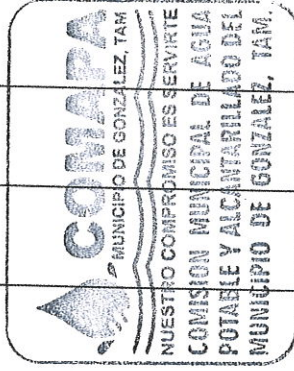 COMAPA
MUNICIPIO DE GONZALEZ, TAM
NUESTRO COMPROMISO ES SERVIRTE
COMISION MUNICIPAL DE AGUA
POTABLE Y ALCANTARILLADO DEL
MUNICIPIO DE GONZALEZ, TAM.